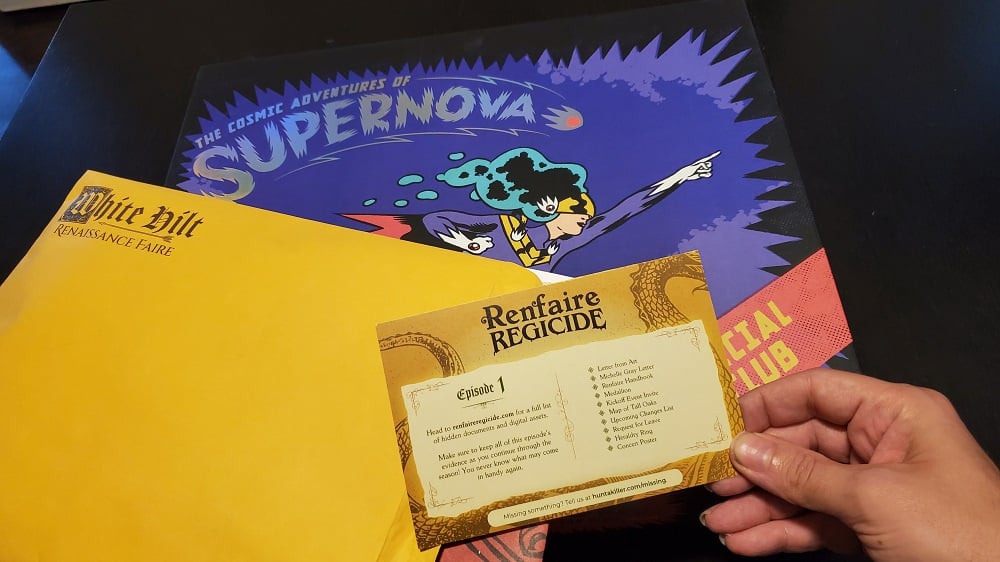 THE COSMIC ADVENTURES OF
SUPERNOVA
White Hilt
RENAISSANCE FAIRE
Renfaire
REGICIDE
Episode 1
Head to renfaireregicide.com for a full list
of hidden documents and digital assets.
Make sure to keep all of this episode's
evidence as you continue through the
season! You never know what may come
in handy again.
Letter from Art
Michelle Gray Letter
Renfaire Handbook
Medallion
Kickoff Event Invite
Map of Tall Oaks
Upcoming Changes List
Request for Leave
Heraldry Ring
Concert Poster
Missing something? Tell us at huntakiller.com/missing.
CIAL
LUB